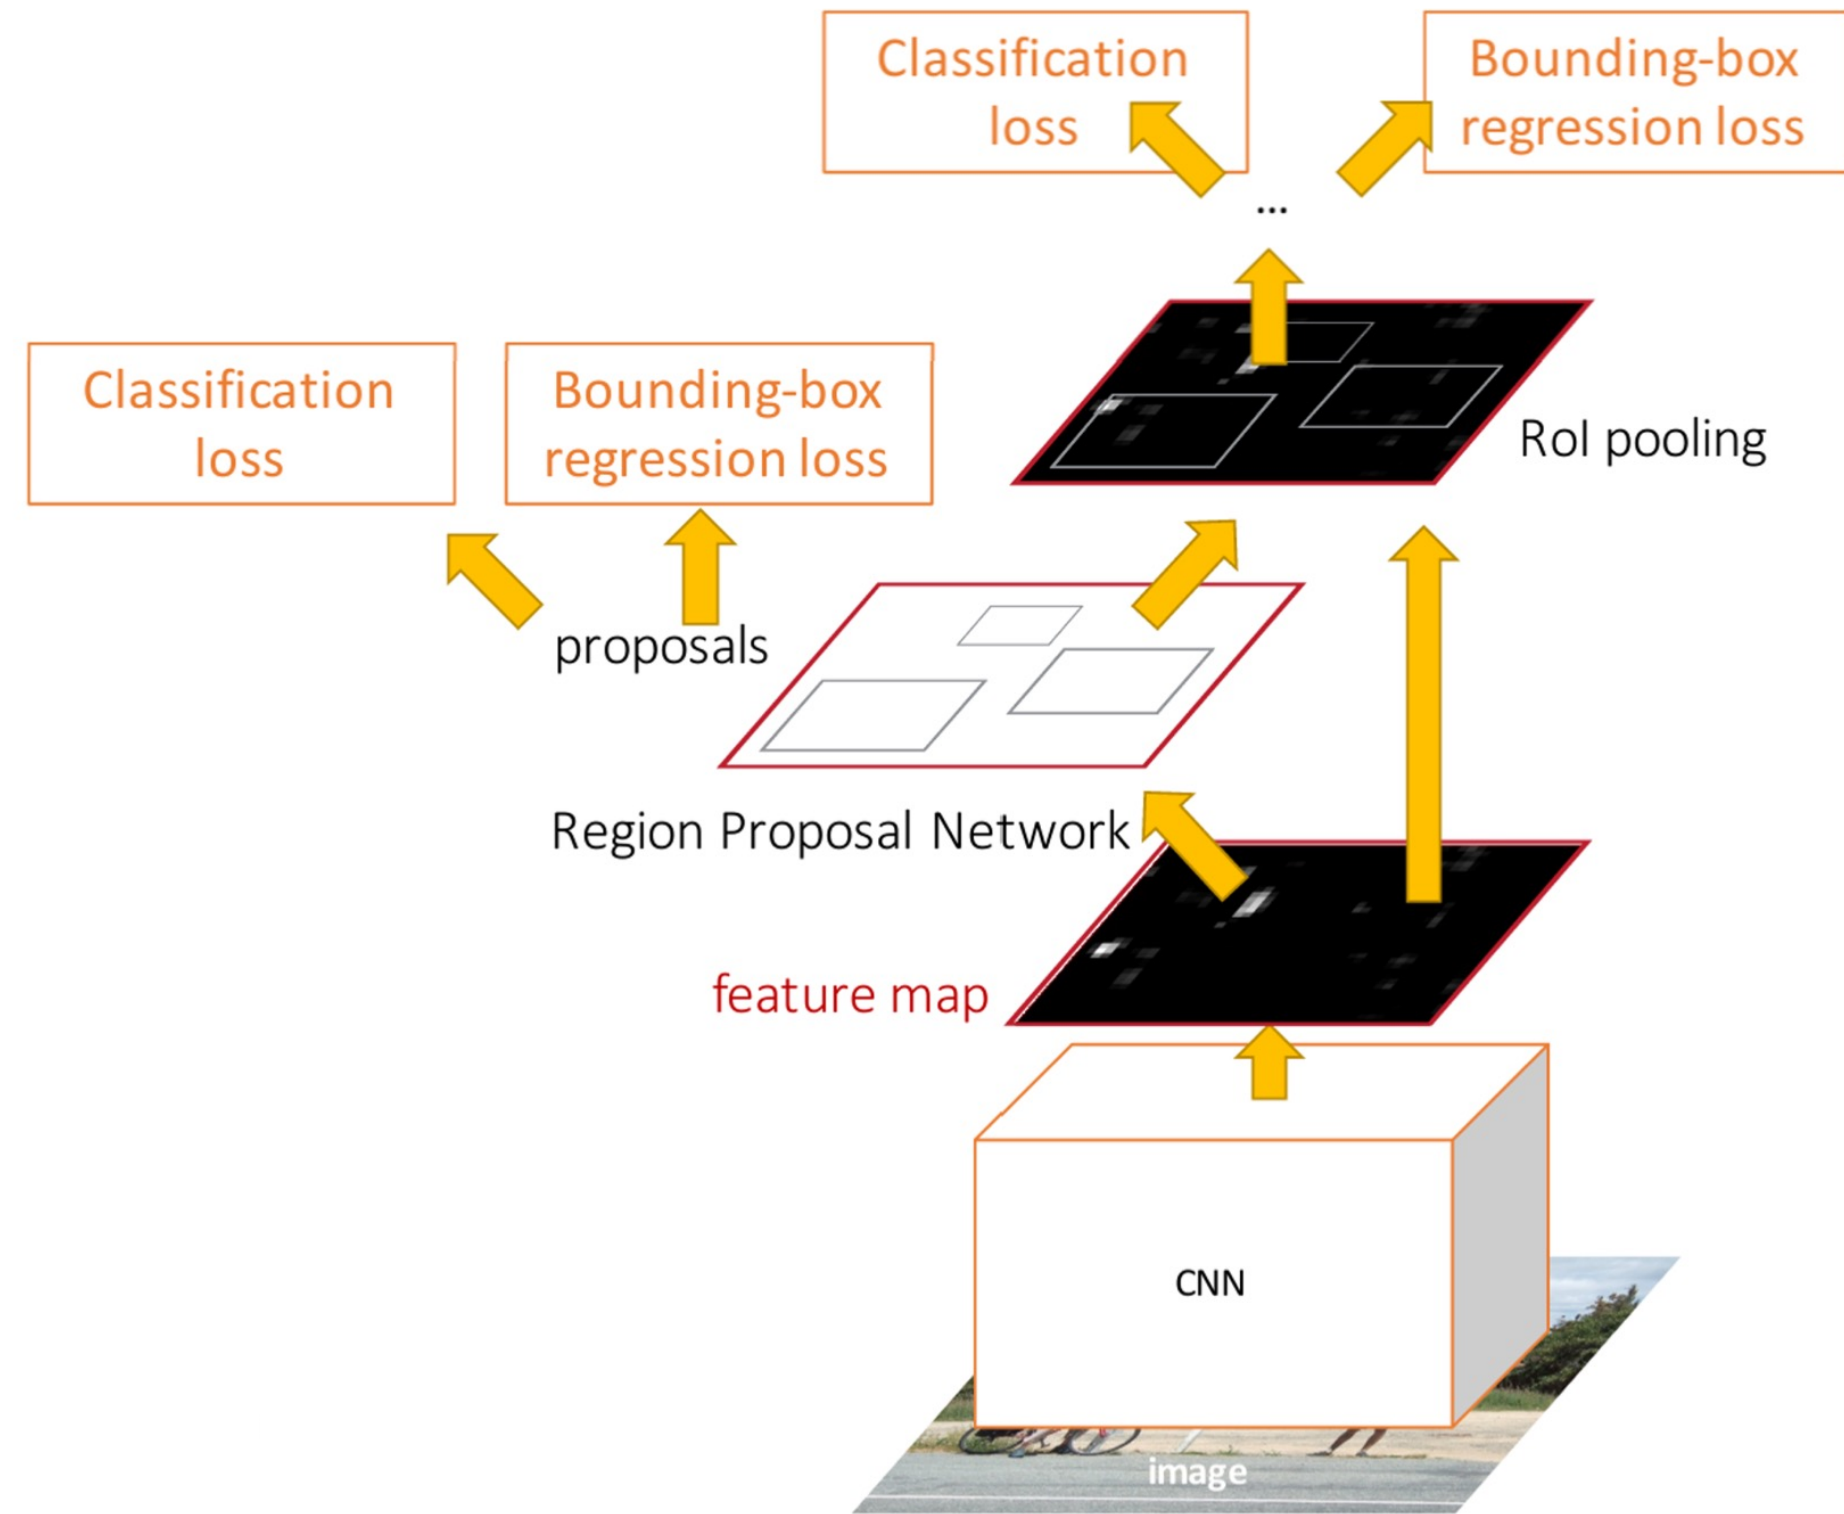 Classification
loss
Bounding-box
regression loss
...
Classification
loss
Bounding-box
regression loss
RoI pooling
proposals
Region Proposal Network
feature map
CNN
image